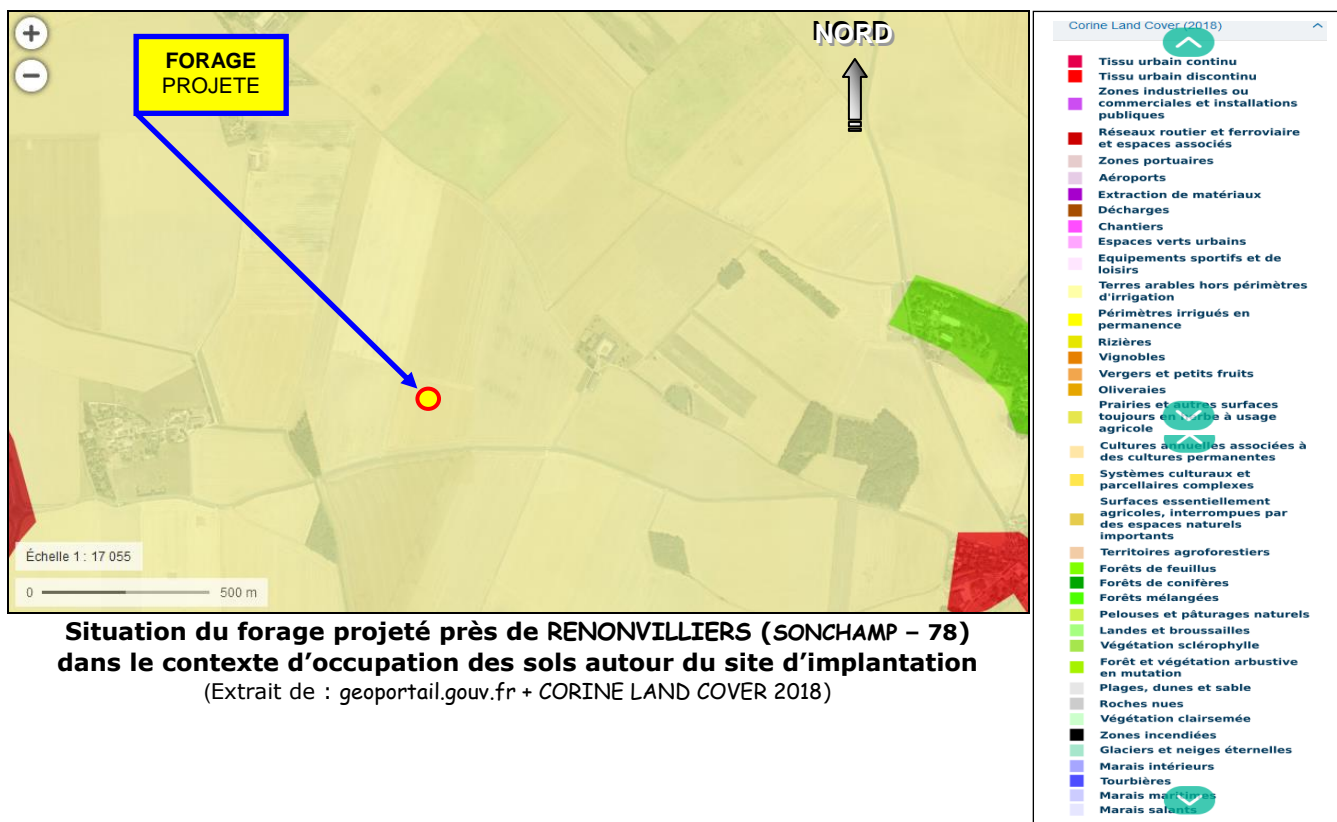 FORAGE
PROJETE
NORD
Échelle 1 : 17 055
0 500 m
Situation du forage projeté près de RENONVILLIERS (SONCHAMP – 78)
dans le contexte d’occupation des sols autour du site d’implantation
(Extrait de : geoportail.gouv.fr + CORINE LAND COVER 2018)
Corine Land Cover (2018)
Tissu urbain continu
Tissu urbain discontinu
Zones industrielles ou
commerciales et installations
publiques
Réseaux routier et ferroviaire
et espaces associés
Zones portuaires
Aéroports
Extraction de matériaux
Décharges
Chantiers
Espaces verts urbains
Equipements sportifs et de
loisirs
Terres arables hors périmètres
d'irrigation
Périmètres irrigués en
permanence
Rizières
Vignobles
Vergers et petits fruits
Oliveraies
Prairies et autres surfaces
toujours en herbe à usage
agricole
Cultures annuelles associées à
des cultures permanentes
Systèmes culturaux et
parcellaires complexes
Surfaces essentiellement
agricoles, interrompues par
des espaces naturels
importants
Territoires agroforestiers
Forêts de feuillus
Forêts de conifères
Forêts mélangées
Pelouses et pâturages naturels
Landes et broussailles
Végétation sclérophylle
Forêt et végétation arbustive
en mutation
Plages, dunes et sable
Roches nues
Végétation clairsemée
Zones incendiées
Glaciers et neiges éternelles
Marais intérieurs
Tourbières
Marais maritimes
Marais salants